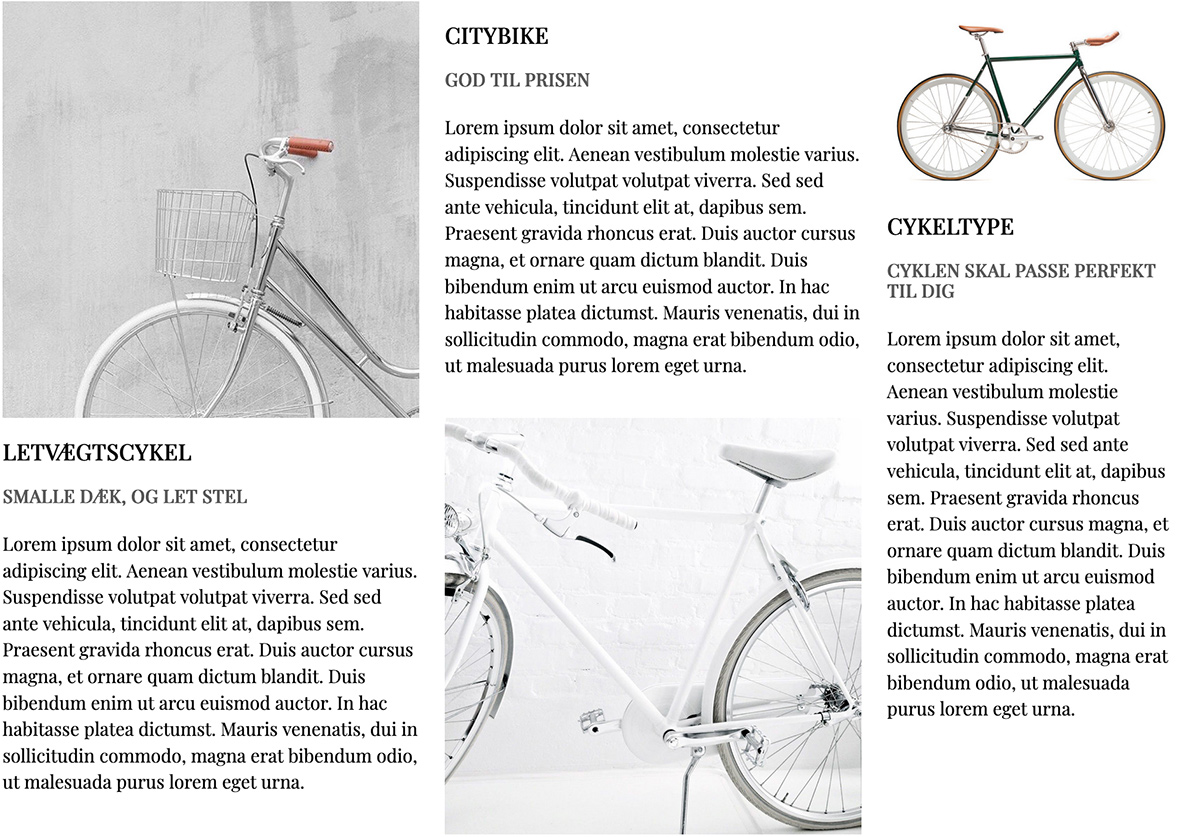 LETVÆGTSCYKEL
SMALLE DÆK, OG LET STEL
Lorem ipsum dolor sit amet, consectetur
adipiscing elit. Aenean vestibulum molestie varius.
Suspendisse volutpat volutpat viverra. Sed sed
ante vehicula, tincidunt elit at, dapibus sem.
Praesent gravida rhoncus erat. Duis auctor cursus
magna, et ornare quam dictum blandit. Duis
bibendum enim ut arcu euismod auctor. In hac
habitasse platea dictumst. Mauris venenatis, dui in
sollicitudin commodo, magna erat bibendum odio,
ut malesuada purus lorem eget urna.
CITYBIKE
GOD TIL PRISEN
Lorem ipsum dolor sit amet, consectetur
adipiscing elit. Aenean vestibulum molestie varius.
Suspendisse volutpat volutpat viverra. Sed sed
ante vehicula, tincidunt elit at, dapibus sem.
Praesent gravida rhoncus erat. Duis auctor cursus
magna, et ornare quam dictum blandit. Duis
bibendum enim ut arcu euismod auctor. In hac
habitasse platea dictumst. Mauris venenatis, dui in
sollicitudin commodo, magna erat bibendum odio,
ut malesuada purus lorem eget urna.
CYKELTYPE
CYKLEN SKAL PASSE PERFEKT
TIL DIG
Lorem ipsum dolor sit amet,
consectetur adipiscing elit.
Aenean vestibulum molestie
varius. Suspendisse volutpat
volutpat viverra. Sed sed ante
vehicula, tincidunt elit at, dapibus
sem. Praesent gravida rhoncus
erat. Duis auctor cursus magna, et
ornare quam dictum blandit. Duis
bibendum enim ut arcu euismod
auctor. In hac habitasse platea
dictumst. Mauris venenatis, dui in
sollicitudin commodo, magna erat
bibendum odio, ut malesuada
purus lorem eget urna.